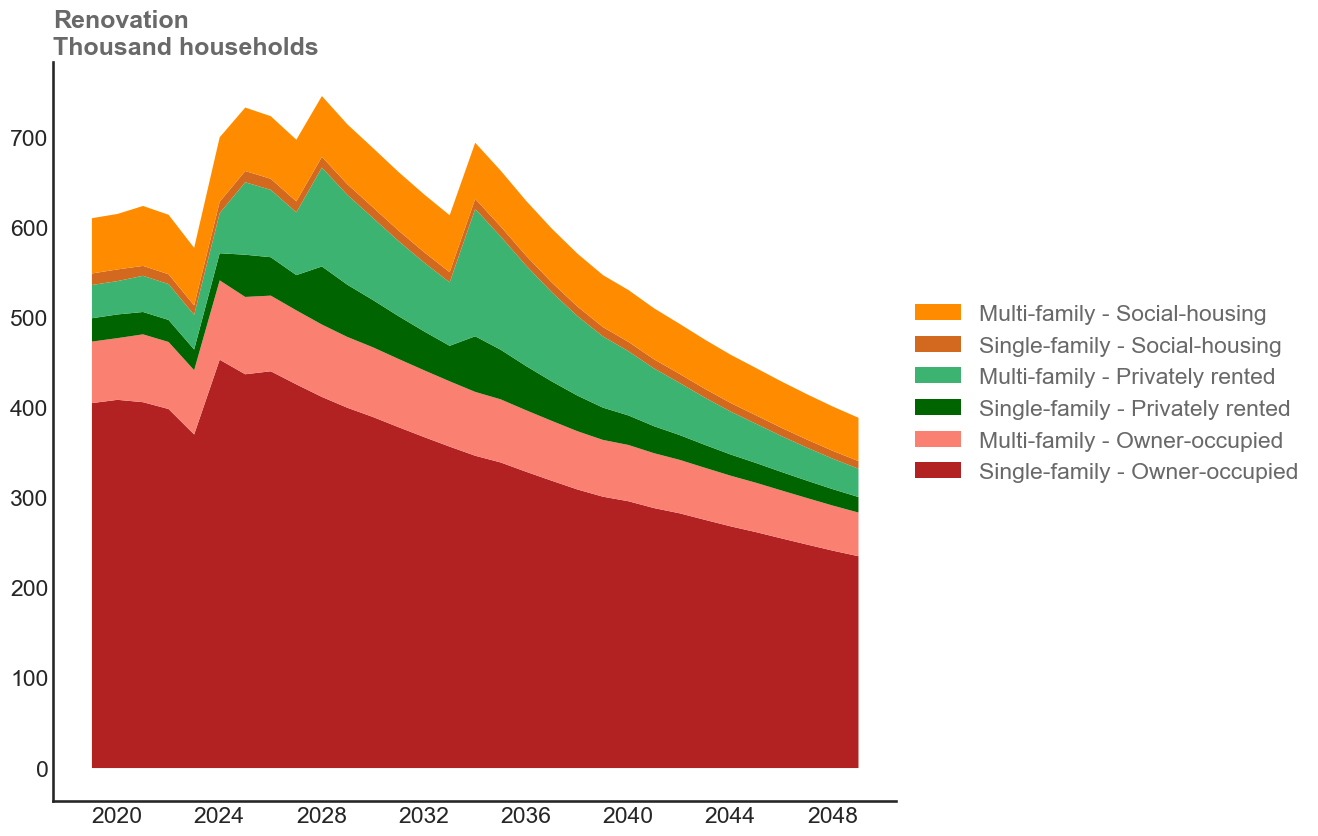 Renovation
Thousand households
700
600
500
400
300
200
100
0
2020 2024 2028 2032 2036 2040 2044 2048
Multi-family - Social-housing
Single-family - Social-housing
Multi-family - Privately rented
Single-family - Privately rented
Multi-family - Owner-occupied
Single-family - Owner-occupied